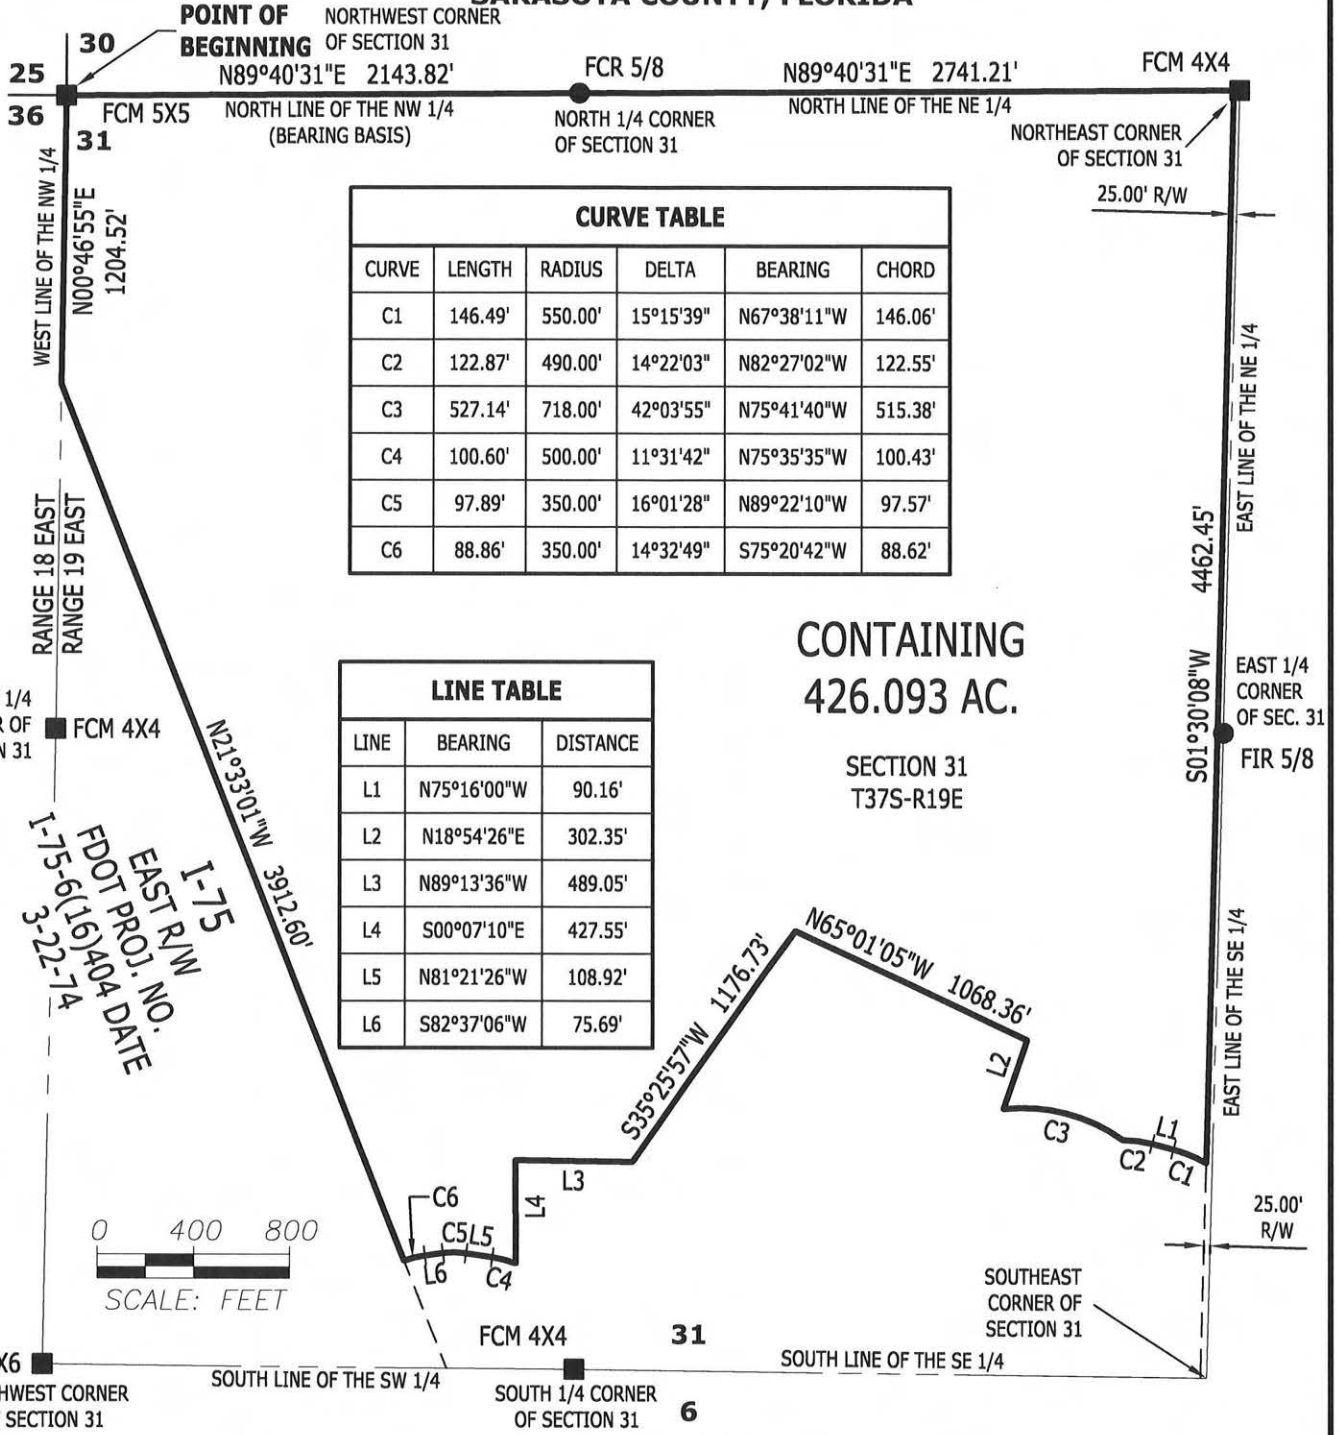 SARASOTA COUNTY, FLORIDA
POINT OF
BEGINNING
NORTHWEST CORNER
OF SECTION 31
30
25
36
31
FCM 5X5
N89°40'31"E 2143.82'
NORTH LINE OF THE NW 1/4
(BEARING BASIS)
FCR 5/8
NORTH 1/4 CORNER
OF SECTION 31
N89°40'31"E 2741.21'
NORTH LINE OF THE NE 1/4
FCM 4X4
NORTHEAST CORNER
OF SECTION 31
25.00' R/W
WEST LINE OF THE NW 1/4
N00°46'55"E
1204.52'
CURVE TABLE
CURVE LENGTH RADIUS DELTA BEARING CHORD
C1 146.49' 550.00' 15°15'39" N67°38'11"W 146.06'
C2 122.87' 490.00' 14°22'03" N82°27'02"W 122.55'
C3 527.14' 718.00' 42°03'55" N75°41'40"W 515.38'
C4 100.60' 500.00' 11°31'42" N75°35'35"W 100.43'
C5 97.89' 350.00' 16°01'28" N89°22'10"W 97.57'
C6 88.86' 350.00' 14°32'49" S75°20'42"W 88.62'
EAST LINE OF THE NE 1/4
RANGE 18 EAST
RANGE 19 EAST
4462.45'
S01°30'08"W
CONTAINING
426.093 AC.
SECTION 31
T37S-R19E
EAST 1/4
CORNER
OF SEC. 31
FIR 5/8
1/4
R OF
N 31
FCM 4X4
LINE TABLE
LINE BEARING DISTANCE
L1 N75°16'00"W 90.16'
L2 N18°54'26"E 302.35'
L3 N89°13'36"W 489.05'
L4 S00°07'10"E 427.55'
L5 N81°21'26"W 108.92'
L6 S82°37'06"W 75.69'
N21°33'01"W 3912.60'
I-75
EAST R/W
FDOT PROJ. NO.
I-75-6(16)404 DATE
3-22-74
N65°01'05"W 1068.36'
S35°25'57"W 1176.73'
EAST LINE OF THE SE 1/4
L2
C3
L1
C2
C1
L3
L4
C6
C5
L5
L6
C4
0 400 800
SCALE: FEET
25.00'
R/W
SOUTHEAST
CORNER OF
SECTION 31
FCM 4X4
31
X6
HWEST CORNER
SECTION 31
SOUTH LINE OF THE SW 1/4
SOUTH LINE OF THE SE 1/4
SOUTH 1/4 CORNER
OF SECTION 31
6